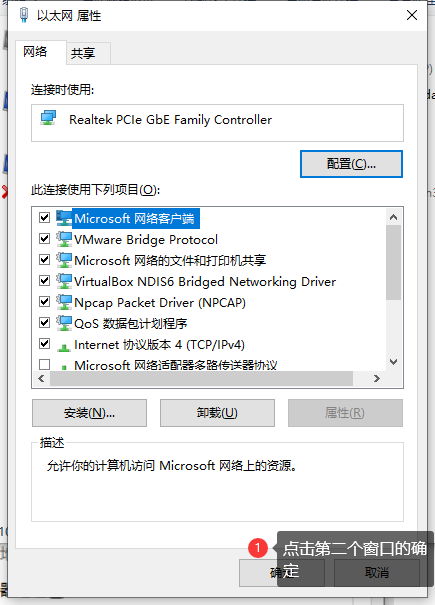 以太网 属性
网络
共享
连接时使用:
Realtek PCIe GbE Family Controller
配置(C)...
此连接使用下列项目(O):
Microsoft 网络客户端
VMware Bridge Protocol
Microsoft 网络的文件和打印机共享
VirtualBox NDIS6 Bridged Networking Driver
Npcap Packet Driver (NPCAP)
QoS 数据包计划程序
Internet 协议版本 4 (TCP/IPv4)
Microsoft 网络适配器多路传送器协议
安装(N)...
卸载(U)
属性(R)
描述
允许你的计算机访问 Microsoft 网络上的资源。
1
点击第二个窗口的确
定
取消